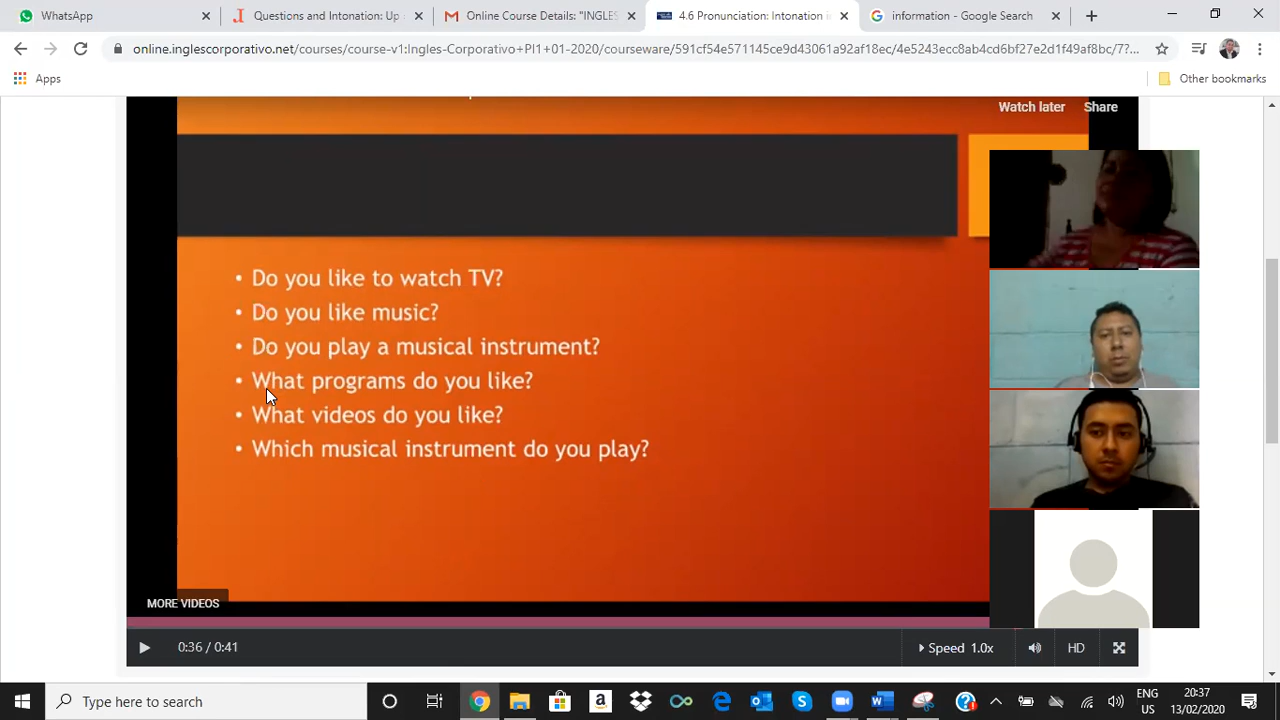 WhatsApp
Questions and Intonation: U
Online Course Details: "INGLES
4.6 Pronunciation: Intonation i
information - Google Search
online.inglescorporativo.net/courses/course-v1:Ingles-Corporativo+PI1+01-2020/courseware/591cf54e571145ce9d43061a92af18ec/4e5243ecc8ab4cd6bf27e2d1f49af8bc/7?...
Apps
Other bookmarks
Watch later
Share
• Do you like to watch TV?
• Do you like music?
• Do you play a musical instrument?
• What programs do you like?
• What videos do you like?
• Which musical instrument do you play?
MORE VIDEOS
0:36 / 0:41
Speed 1.0x
HD
Type here to search
ENG
US
20:37
13/02/2020